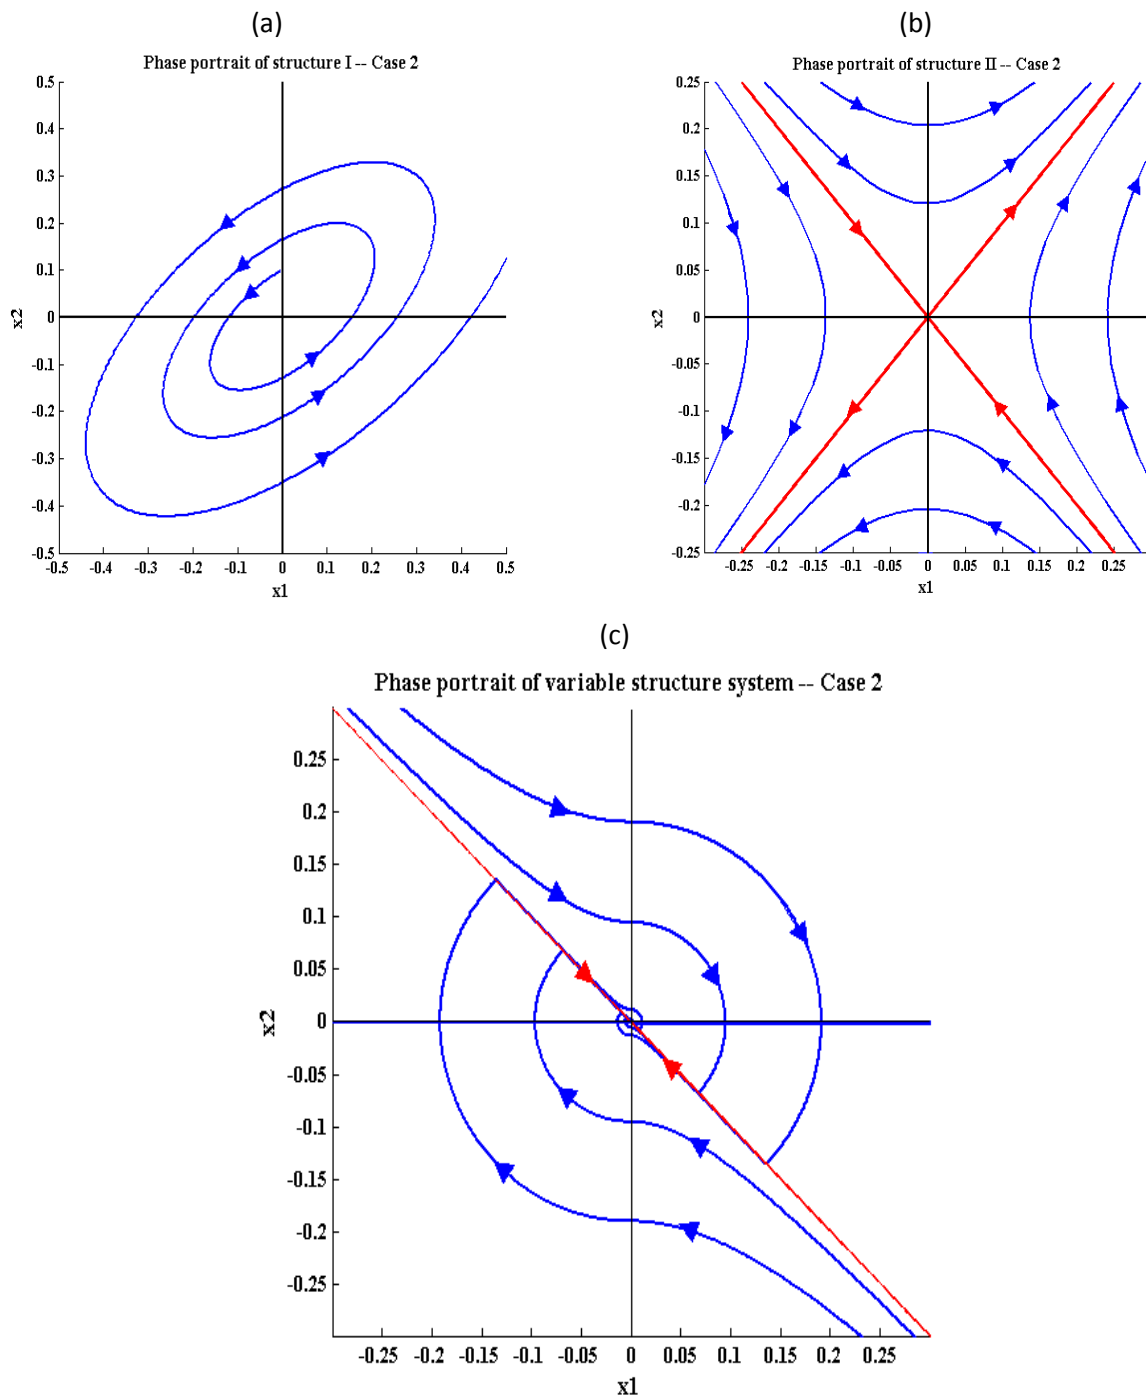 (a)
(b)
Phase portrait of structure I -- Case 2
0.5
0.4
0.3
0.2
0.1
0
-0.1
-0.2
-0.3
-0.4
-0.5
x2
-0.5 -0.4 -0.3 -0.2 -0.1 0 0.1 0.2 0.3 0.4 0.5
x1
Phase portrait of structure II -- Case 2
0.25
0.2
0.15
0.1
0.05
0
-0.05
-0.1
-0.15
-0.2
-0.25
x2
-0.25 -0.2 -0.15 -0.1 -0.05 0 0.05 0.1 0.15 0.2 0.25
x1
(c)
Phase portrait of variable structure system -- Case 2
0.25
0.2
0.15
0.1
0.05
0
-0.05
-0.1
-0.15
-0.2
-0.25
x2
-0.25 -0.2 -0.15 -0.1 -0.05 0 0.05 0.1 0.15 0.2 0.25
x1